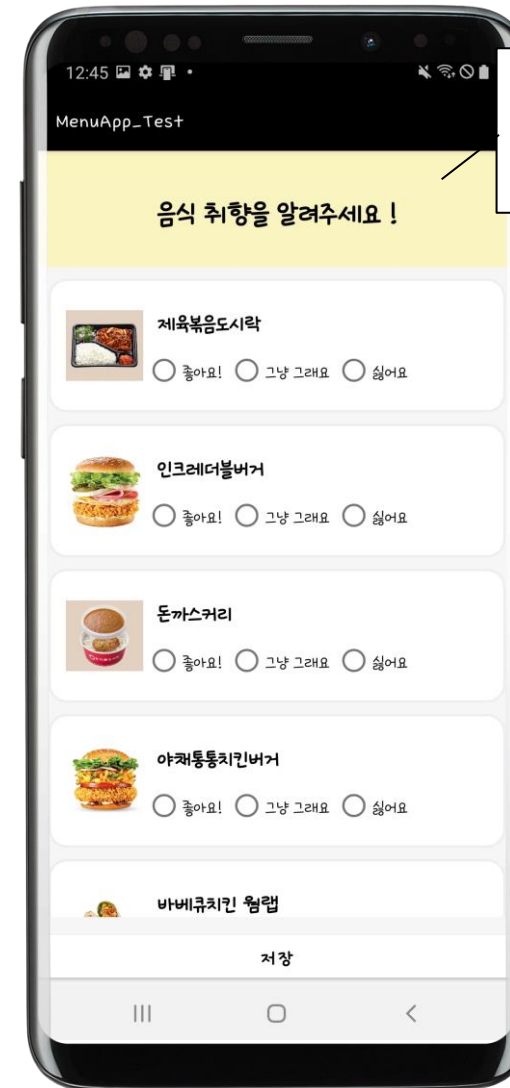 12:45
MenuApp_Test
음식 취향을 알려주세요 !
제육볶음도시락
좋아요! 그냥 그래요 싫어요
인크레더블버거
좋아요! 그냥 그래요 싫어요
돈까스커리
좋아요! 그냥 그래요 싫어요
야채통통치킨버거
좋아요! 그냥 그래요 싫어요
바베큐치킨 웜랩
저장